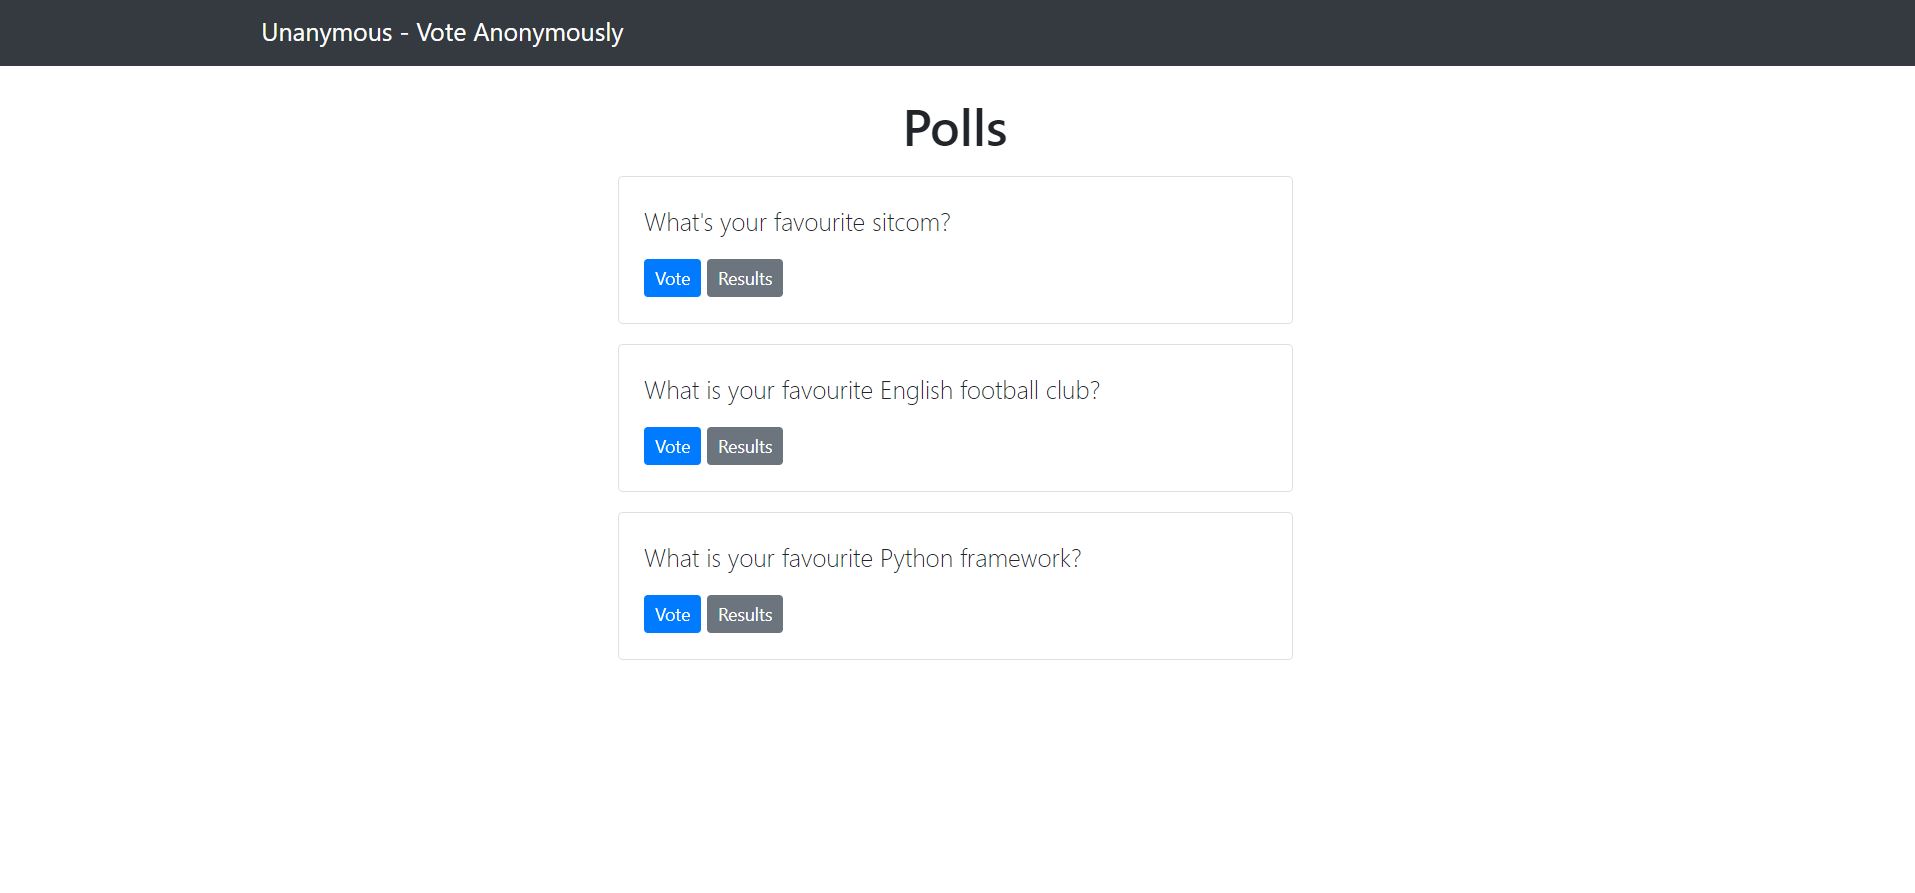 Unanymous - Vote Anonymously
Polls
What's your favourite sitcom?
Vote Results
What is your favourite English football club?
Vote Results
What is your favourite Python framework?
Vote Results